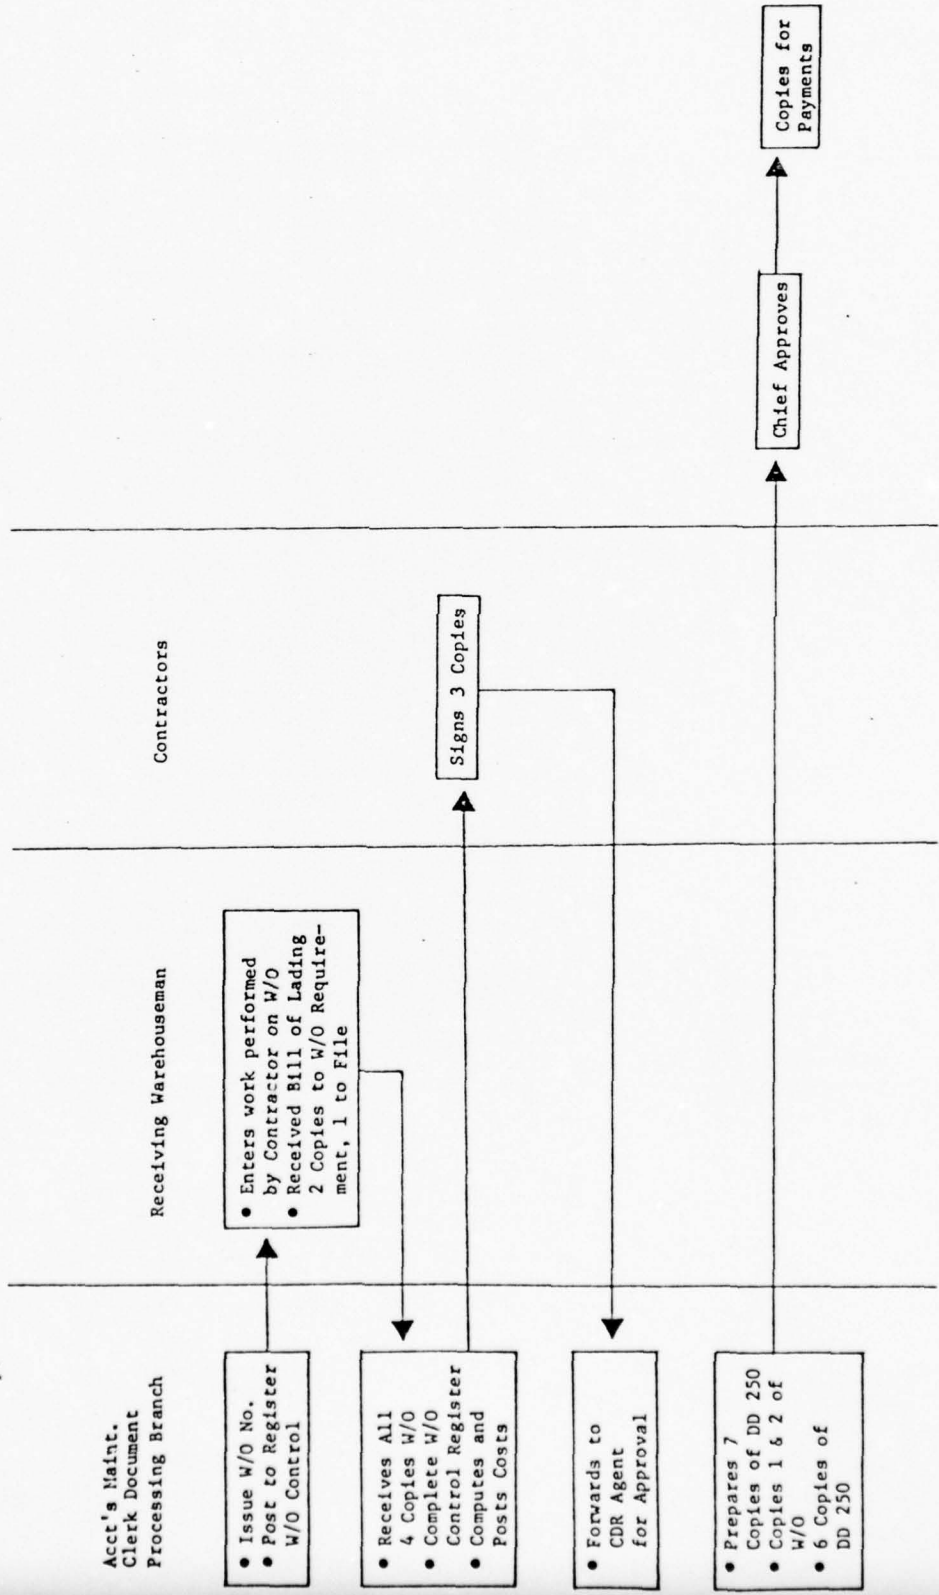 Acct's Maint.
Clerk Document
Processing Branch
Receiving Warehouseman
Contractors
• Issue W/O No.
• Post to Register
W/O Control
• Enters work performed
by Contractor on W/O
• Received Bill of Lading
2 Copies to W/O Require-
ment, 1 to File
• Receives All
4 Copies W/O
• Complete W/O
Control Register
• Computes and
Posts Costs
Signs 3 Copies
• Forwards to
CDR Agent
for Approval
• Prepares 7
Copies of DD 250
• Copies 1 & 2 of
W/O
• 6 Copies of
DD 250
Chief Approves
Copies for
Payments